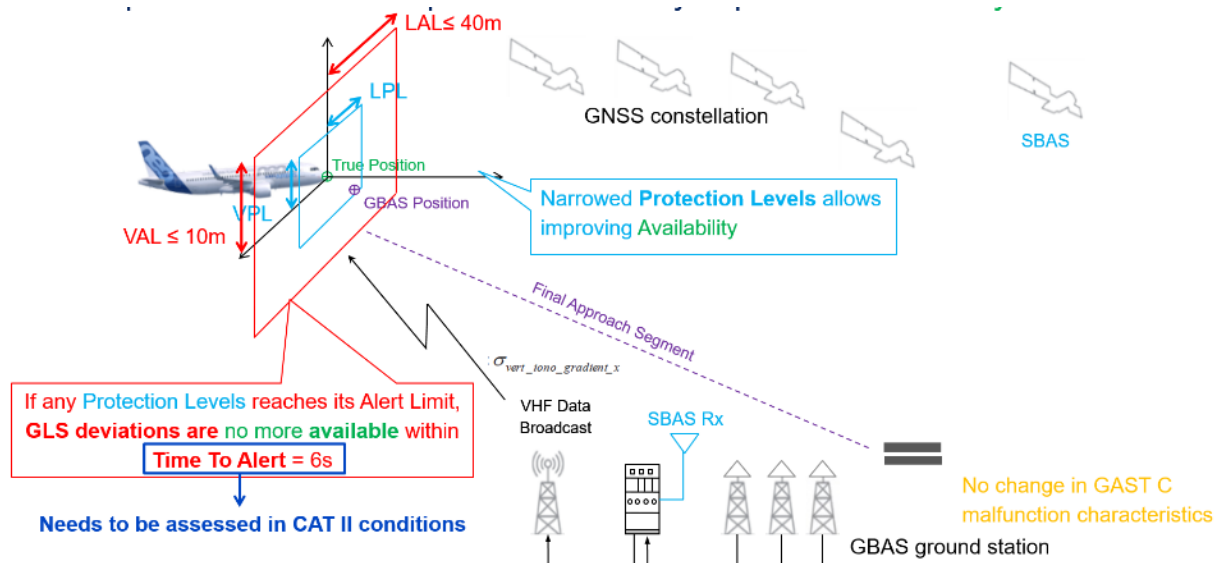 LAL≤ 40m
LPL
GNSS constellation
SBAS
True Position
GBAS Position
VPL
VAL ≤ 10m
Narrowed Protection Levels allows
improving Availability
Final Approach Segment
: σvert_iono_gradient_x
If any Protection Levels reaches its Alert Limit,
GLS deviations are no more available within
Time To Alert = 6s
Needs to be assessed in CAT II conditions
VHF Data
Broadcast
SBAS Rx
No change in GAST C
malfunction characteristics
GBAS ground station